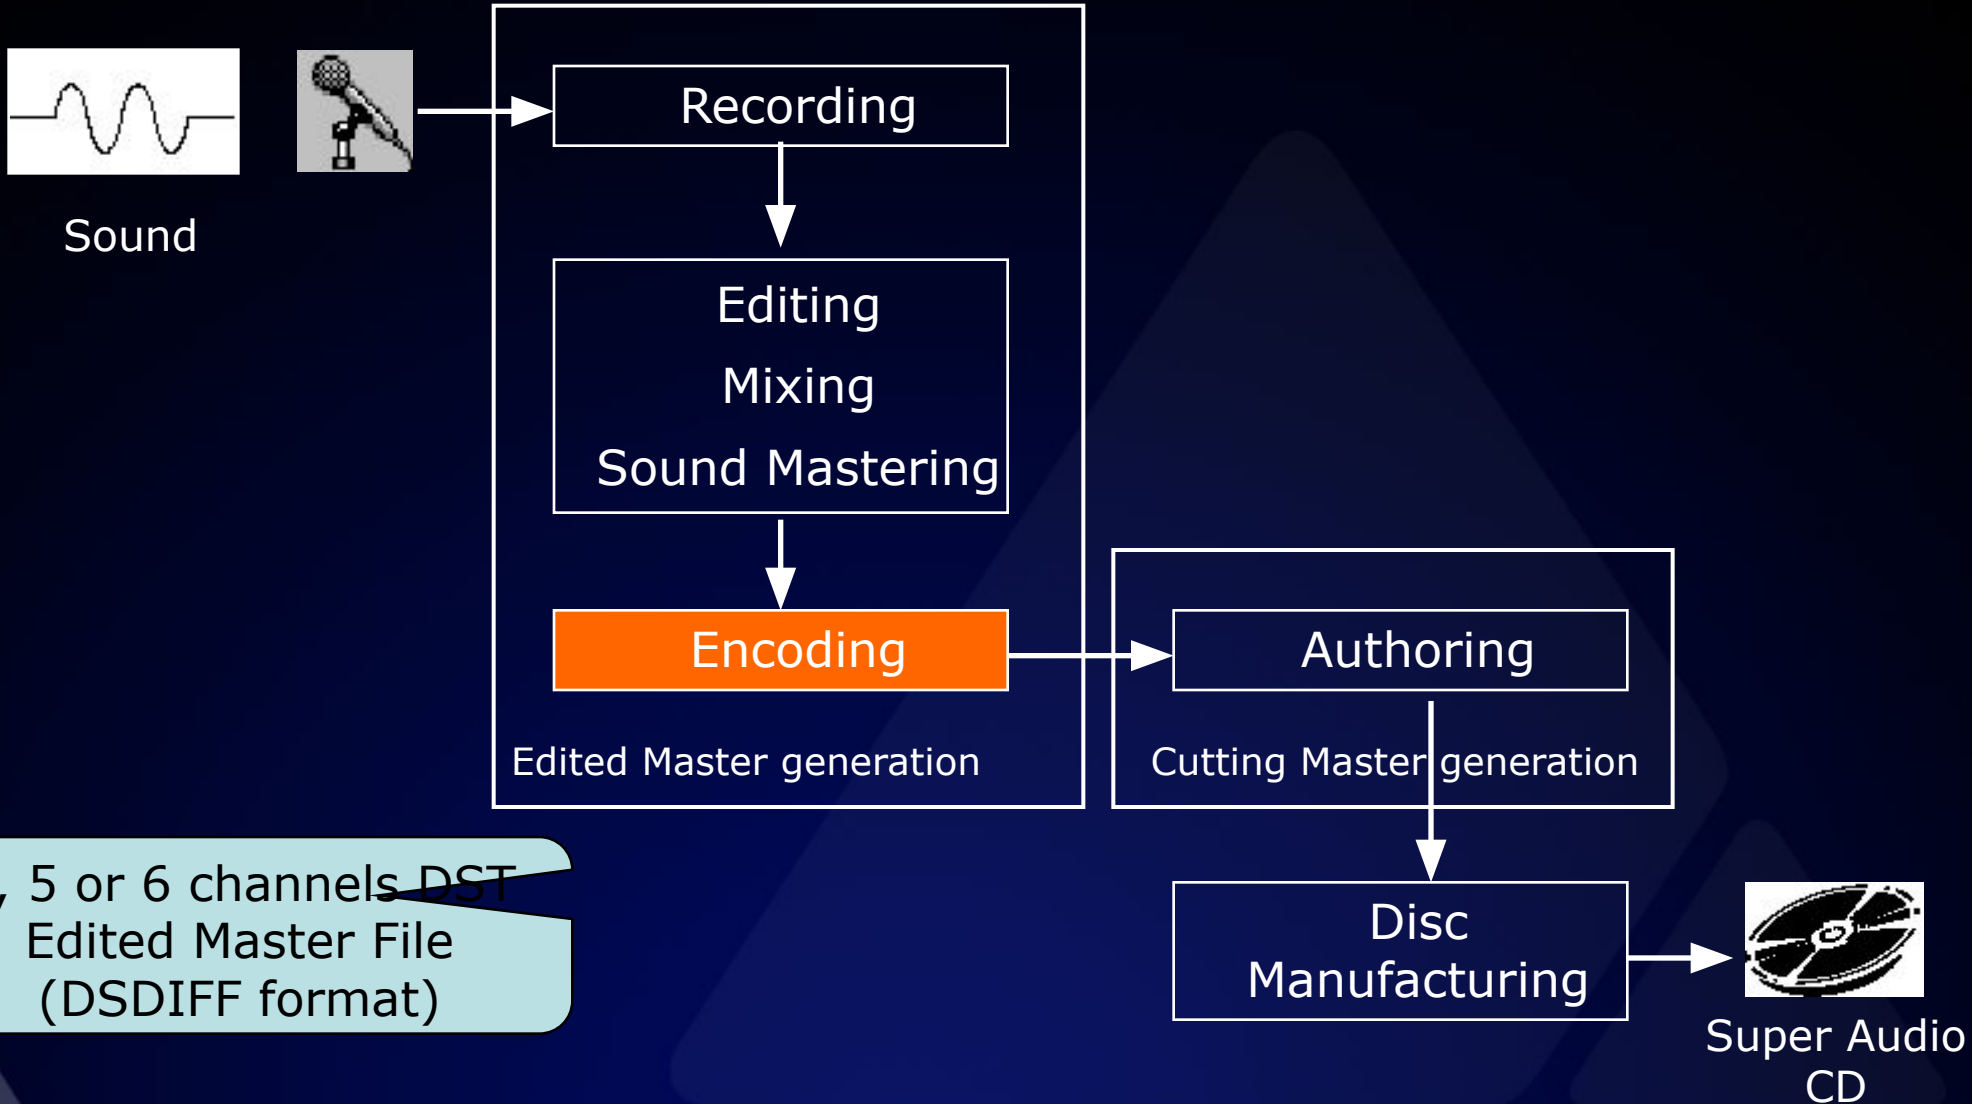 Sound
Recording
Editing
Mixing
Sound Mastering
Encoding
Edited Master generation
Authoring
Cutting Master generation
, 5 or 6 channels DST
Edited Master File
(DSDIFF format)
Disc
Manufacturing
Super Audio
CD